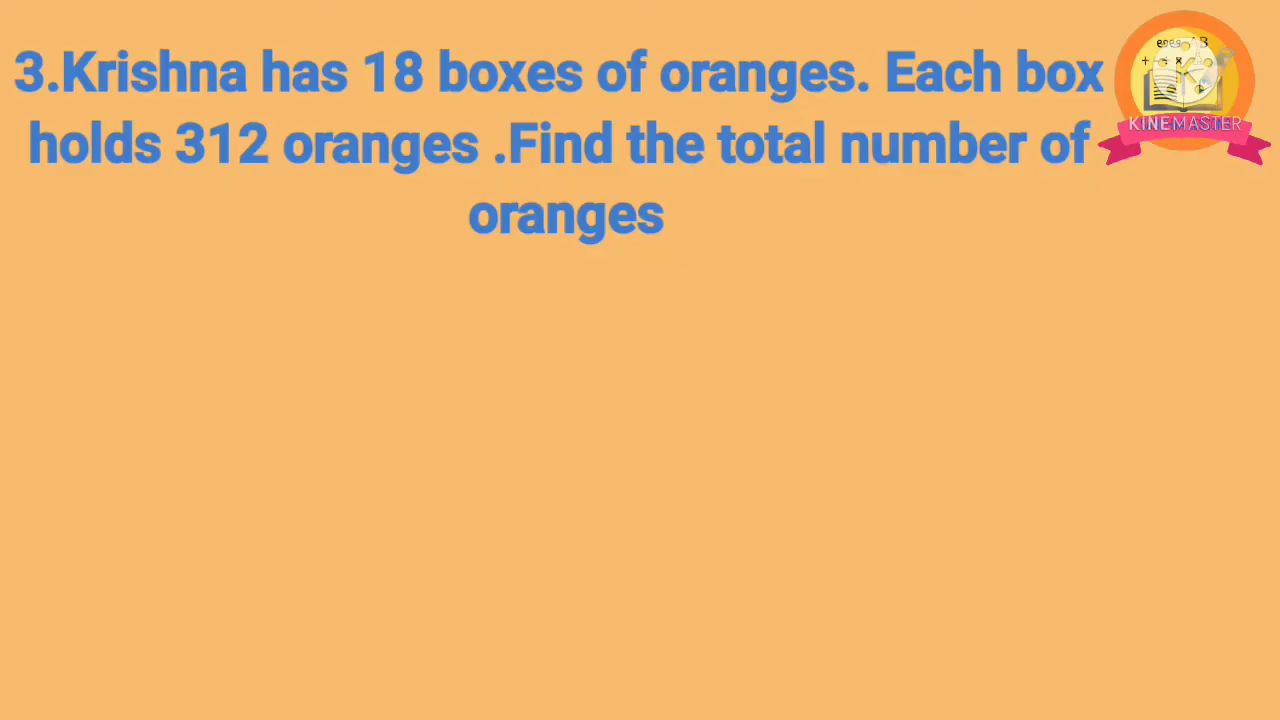 3.Krishna has 18 boxes of oranges. Each box
holds 312 oranges .Find the total number of
oranges
KINEMASTER